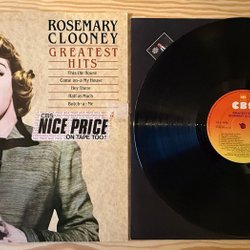 ROSEMARY
CLOONEY
GREATEST
HITS
This Ole House
Come on-a My House
Hey There
Half as Much
Botch-a-Me
CBS
NICE PRICE
ON TAPE TOO!
CBS